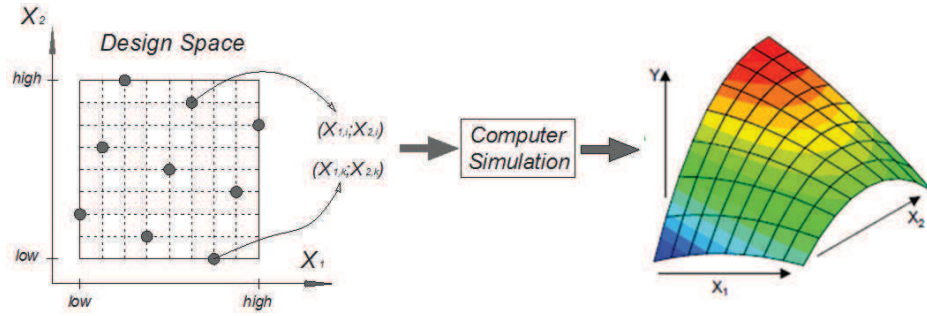 X2
Design Space
high
low
X1
low
high
(X1,i;X2,i)
(X1,k;X2,k)
Computer
Simulation
Y
X1
X2